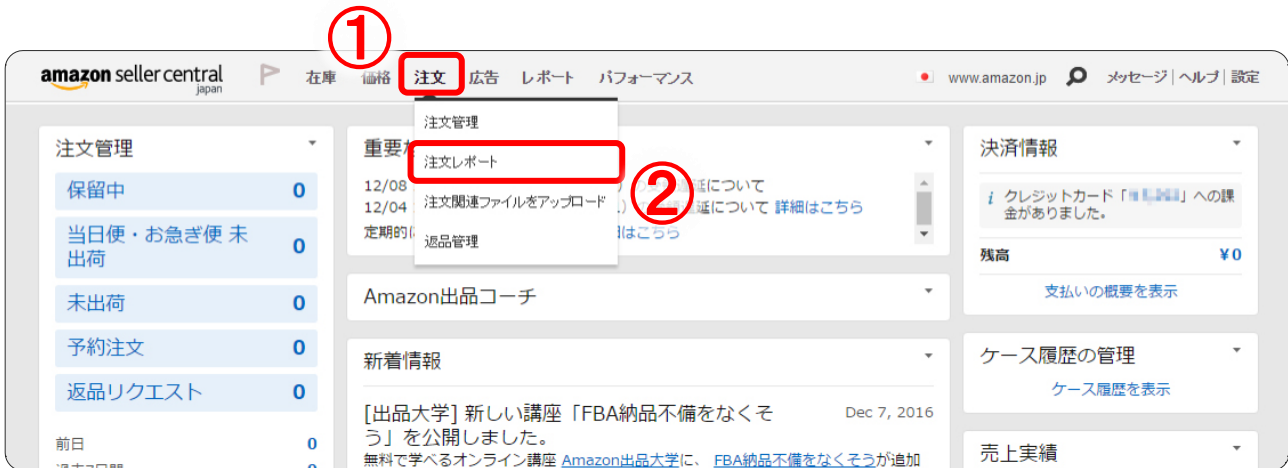 ①
amazon seller central
japan
在庫 価格 注文 広告 レポート パフォーマンス
www.amazon.jp
メッセージ | ヘルプ | 設定
注文管理
注文レポート
注文関連ファイルをアップロード
返品管理
②
注文管理
保留中 0
当日便・お急ぎ便 未
出荷 0
未出荷 0
予約注文 0
返品リクエスト 0
前日 0
重要
12/08 延について
12/04 延について 詳細はこちら
定期的 はこちら
Amazon出品コーチ
新着情報
[出品大学] 新しい講座「FBA納品不備をなくそ
う」を公開しました。
Dec 7, 2016
無料で学べるオンライン講座 Amazon出品大学に、 FBA納品不備をなくそうが追加
決済情報
i クレジットカード「 」への課
金がありました。
残高 ¥0
支払いの概要を表示
ケース履歴の管理
ケース履歴を表示
売上実績